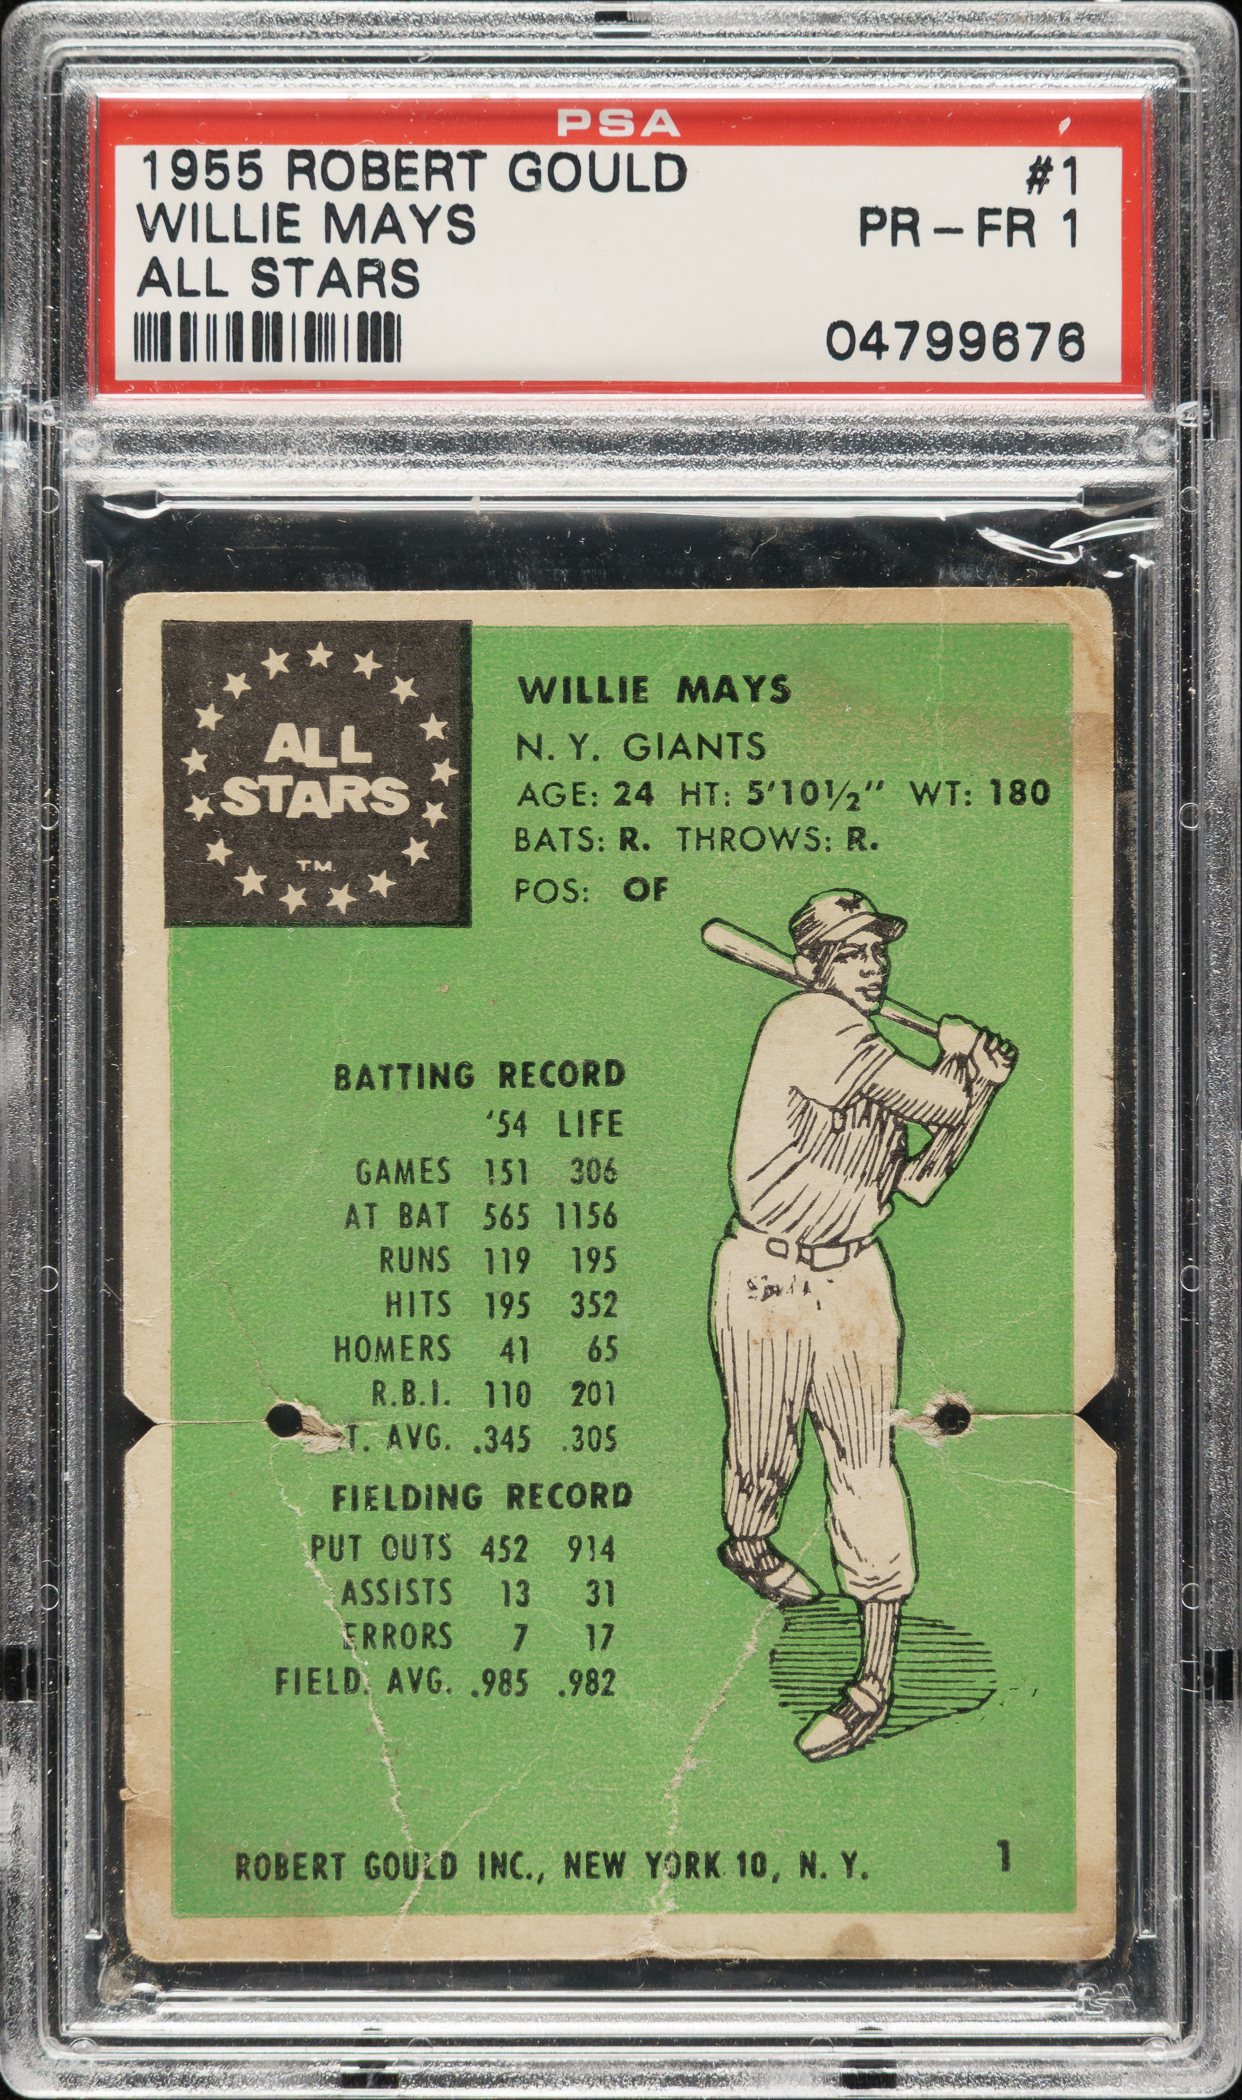 PSA
1955 ROBERT GOULD #1
WILLIE MAYS PR-FR 1
ALL STARS
04799676
ALL
STARS
T.M.
WILLIE MAYS
N. Y. GIANTS
AGE: 24 HT: 5'10½" WT: 180
BATS: R. THROWS: R.
POS: OF
GIANT
BATTING RECORD
'54 LIFE
GAMES 151 306
AT BAT 565 1156
RUNS 119 195
HITS 195 352
HOMERS 41 65
R.B.I. 110 201
T. AVG. .345 .305
FIELDING RECORD
PUT OUTS 452 914
ASSISTS 13 31
ERRORS 7 17
FIELD. AVG. .985 .982
ROBERT GOULD INC., NEW YORK 10, N. Y. 1
PSA